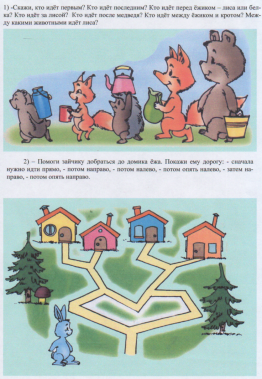 1) -Скажи, кто идёт первым? Кто идёт последним? Кто идёт перед ёжиком – лиса или бел-
ка? Кто идёт за лисой? Кто идёт после медведя? Кто идёт между ёжиком и кротом? Меж-
ду какими животными идёт лиса?
2) – Помоги зайчику добраться до домика ёжа. Покажи ему дорогу: - сначала
нужно идти прямо, - потом направо, - потом налево, - потом опять налево, - затем на-
право, - потом опять направо.